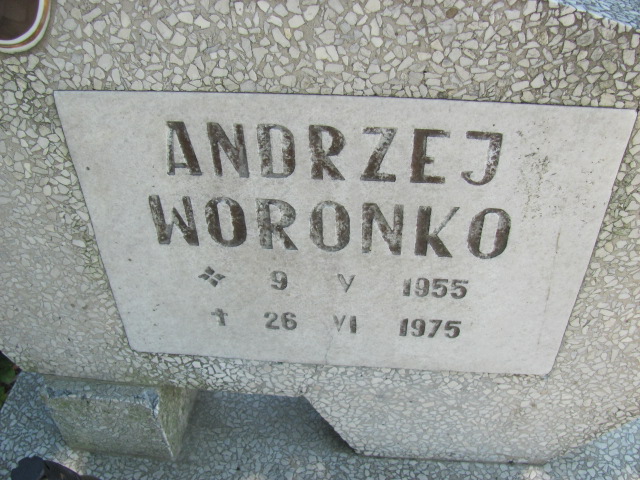 ANDRZEJ
WORONKO
9 V 1955
✝ 26 VI 1975